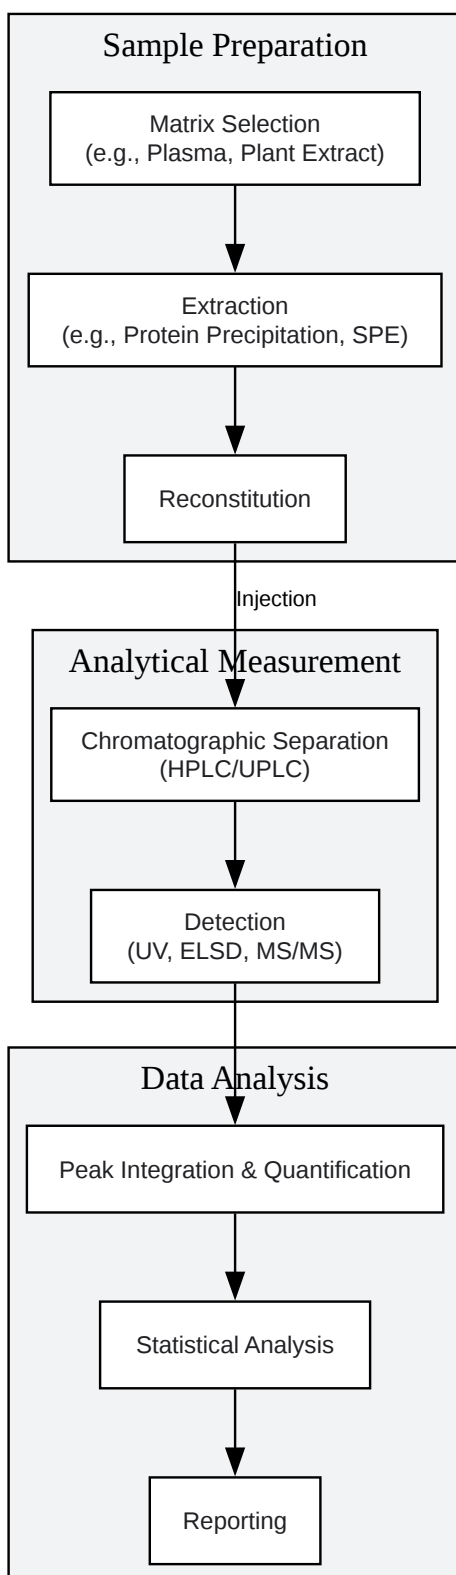 Sample Preparation
Matrix Selection
(e.g., Plasma, Plant Extract)
Extraction
(e.g., Protein Precipitation, SPE)
Reconstitution
Injection
Analytical Measurement
Chromatographic Separation
(HPLC/UPLC)
Detection
(UV, ELSD, MS/MS)
Data Analysis
Peak Integration & Quantification
Statistical Analysis
Reporting